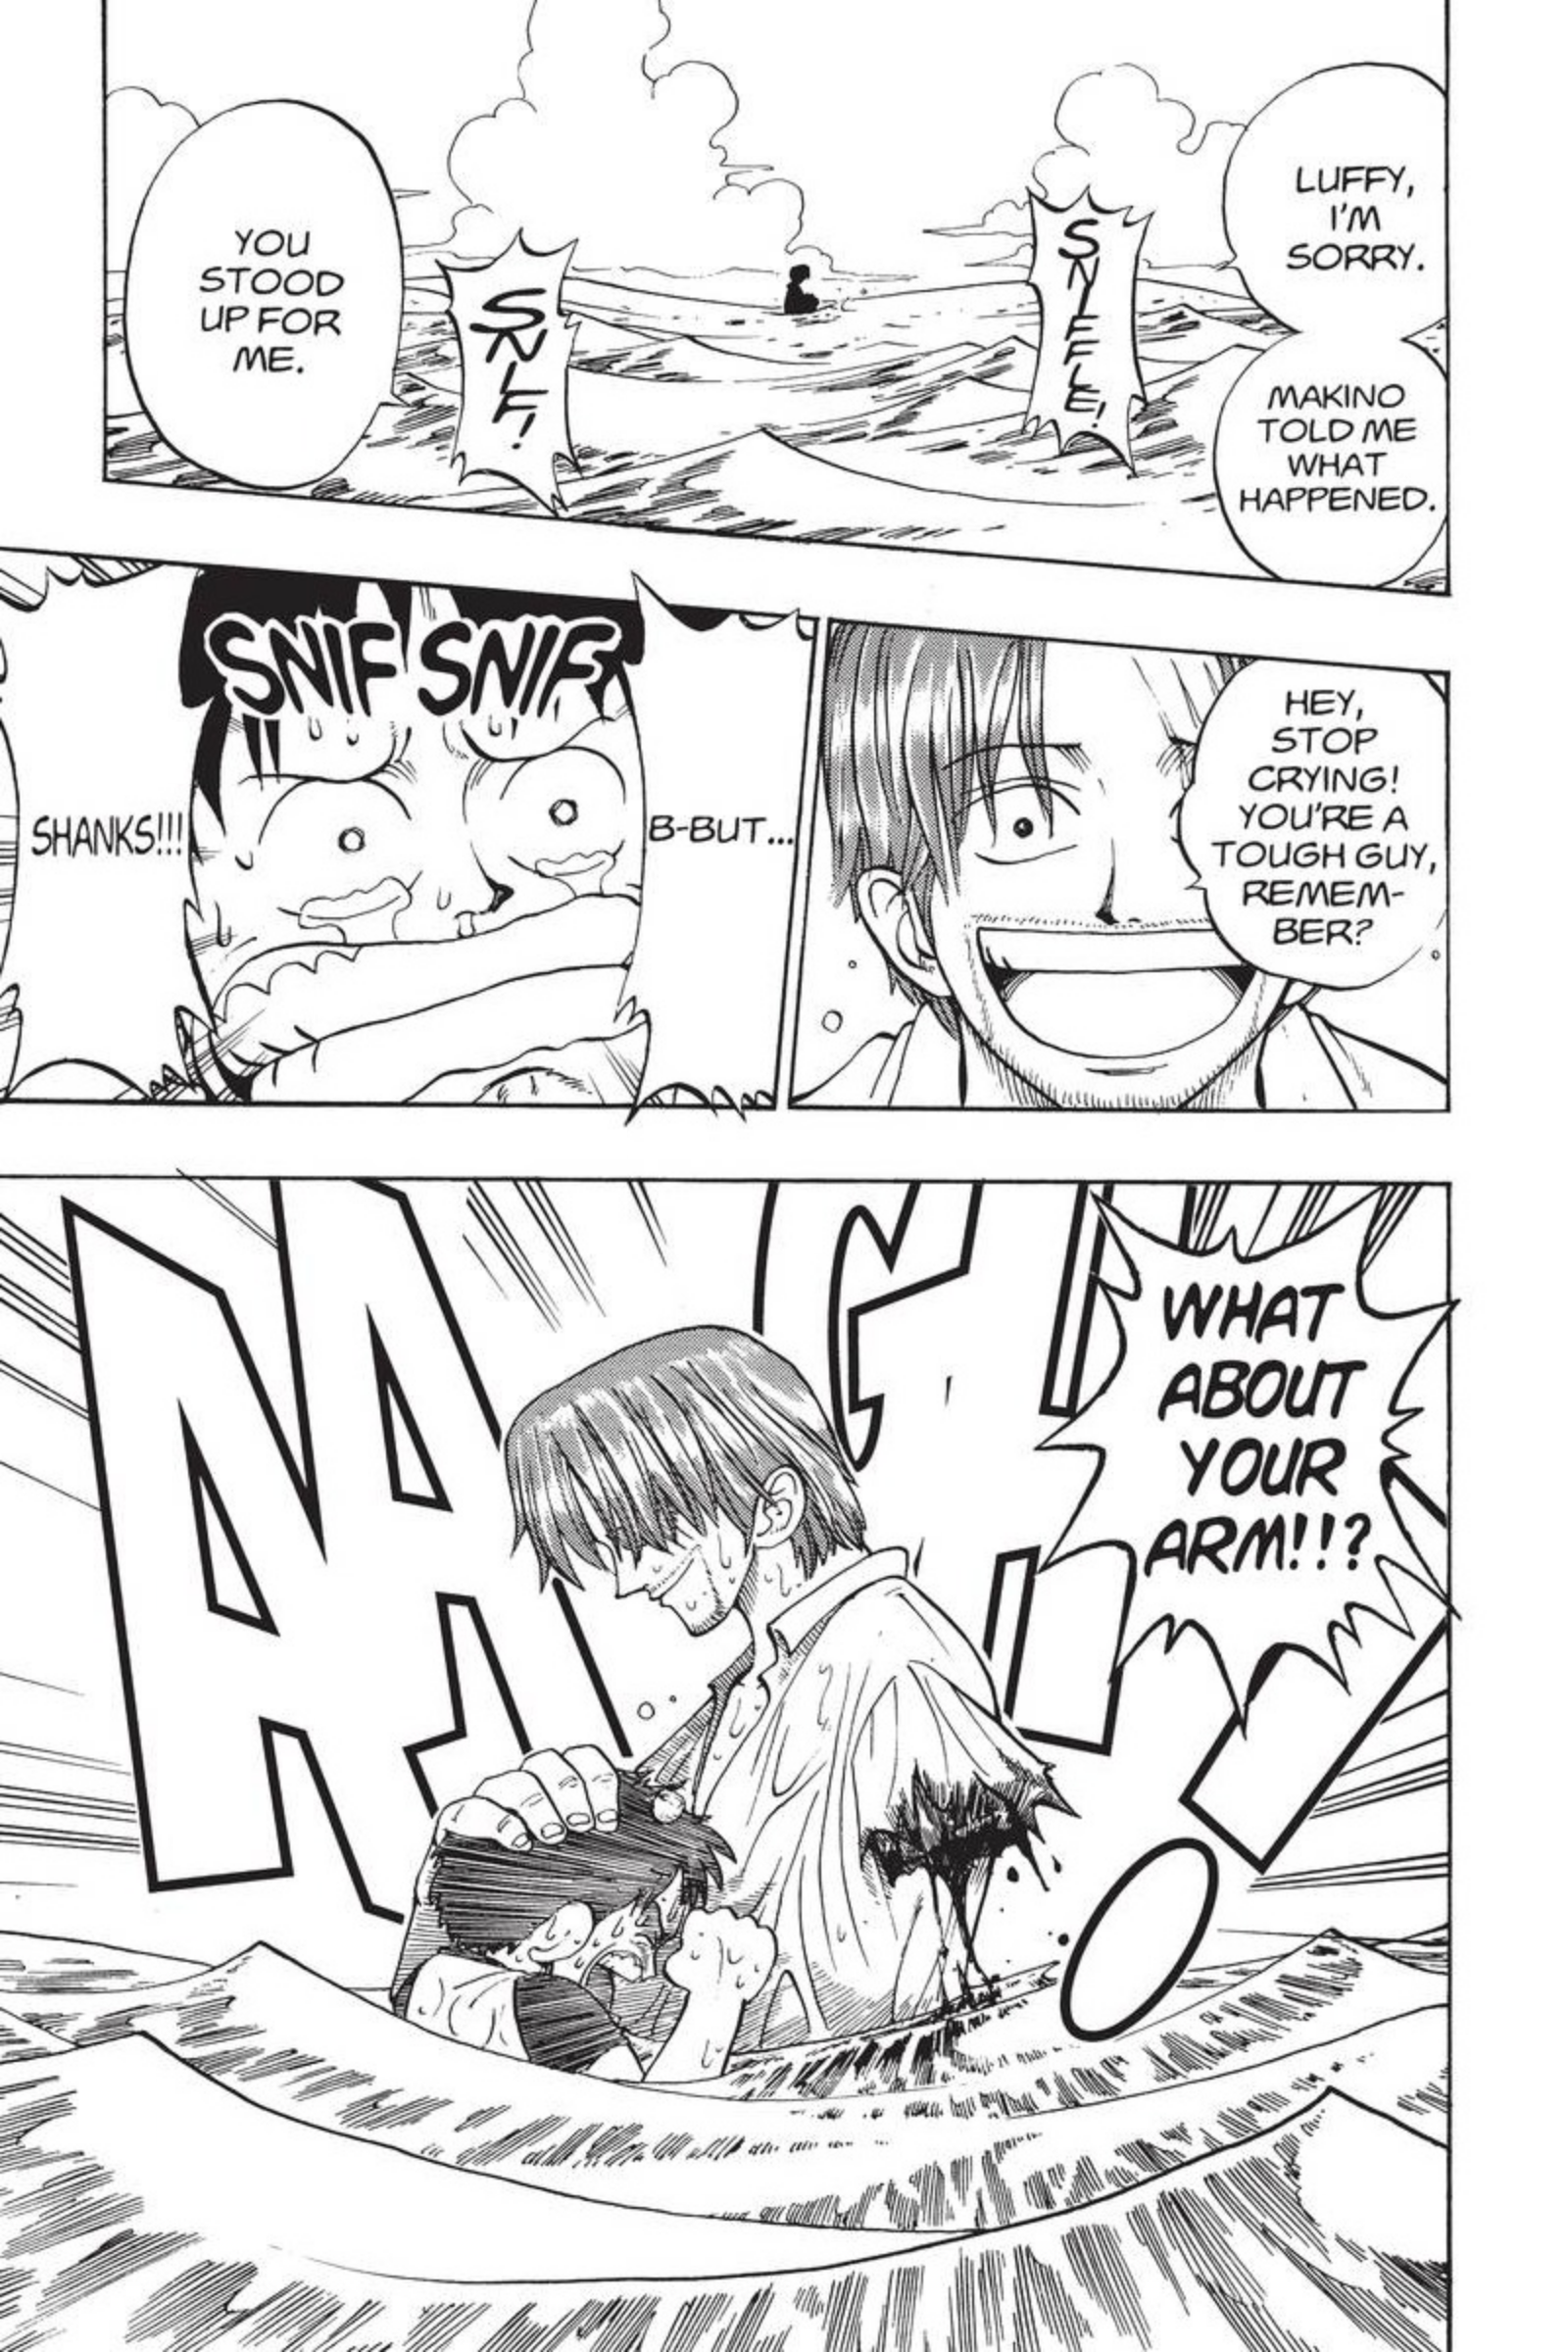 LUFFY,
I'M
SORRY.
MAKINO
TOLD ME
WHAT
HAPPENED.
SNIFFLE!
SNIF!
YOU
STOOD
UP FOR
ME.
HEY,
STOP
CRYING!
YOU'RE A
TOUGH GUY,
REMEM-
BER?
B-BUT...
SNIF SNIF
SHANKS!!!
WHAT
ABOUT
YOUR
ARM!!?